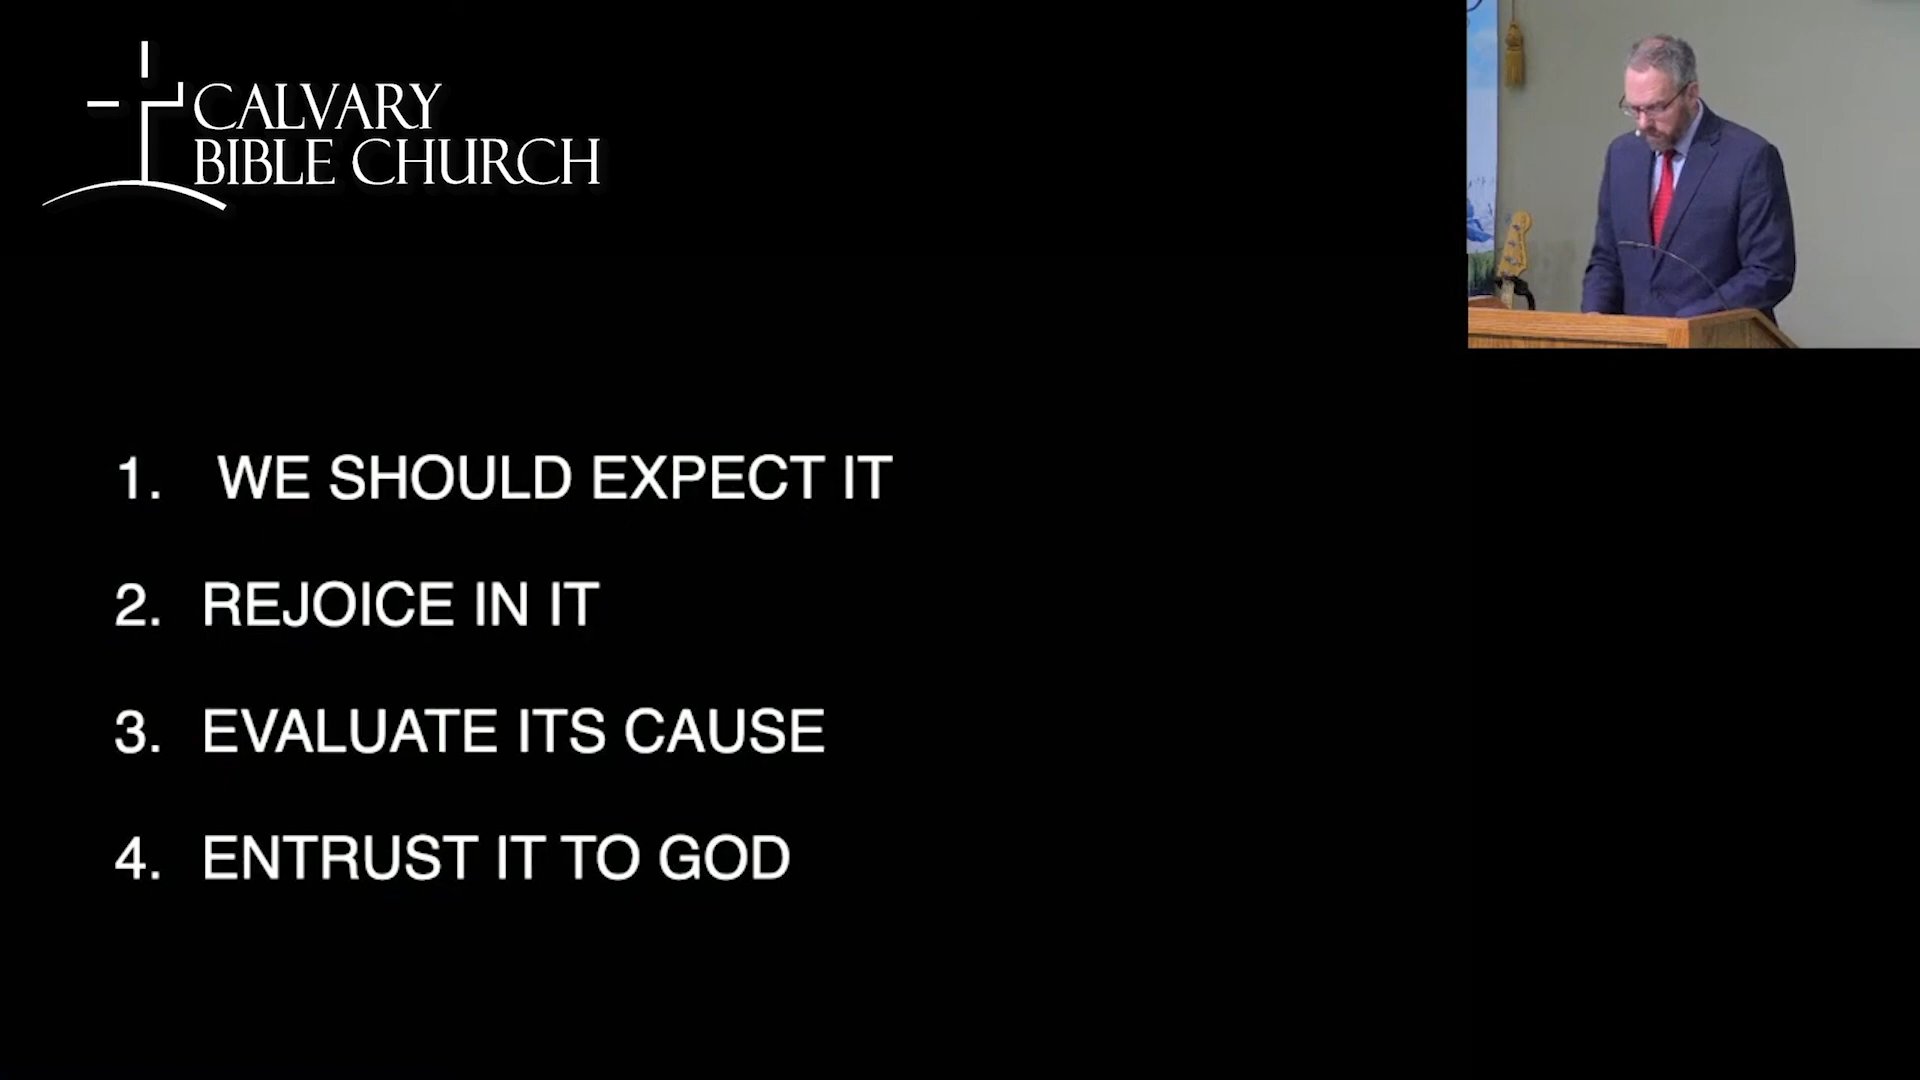 CALVARY
BIBLE CHURCH
1. WE SHOULD EXPECT IT
2. REJOICE IN IT
3. EVALUATE ITS CAUSE
4. ENTRUST IT TO GOD